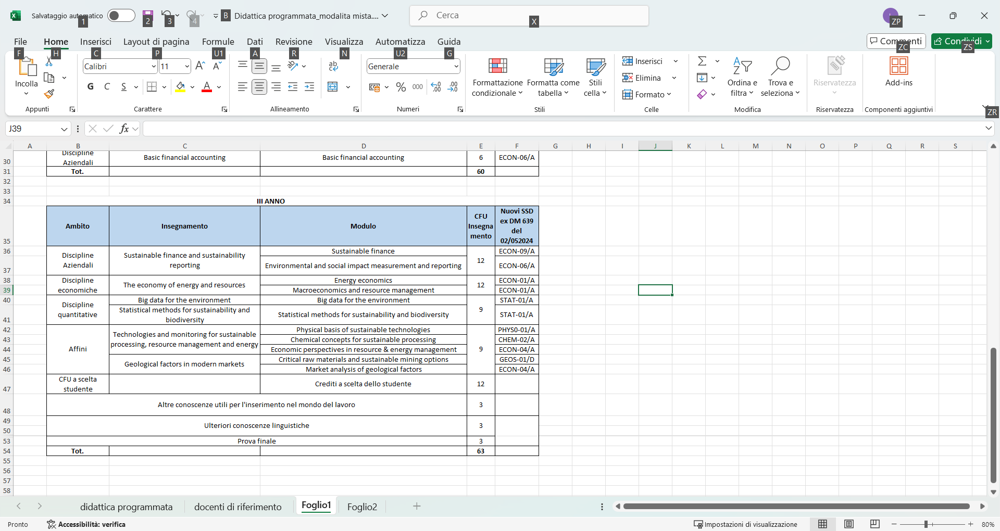 Salvataggio automatico
1
2
3
4
B
Didattica programmata_modalita mista....
Cerca
X
ZP
File
Home
Inserisci
Layout di pagina
Formule
Dati
Revisione
Visualizza
Automatizza
Guida
Commenti
Condividi
F
H
C
P
U1
A
R
N
U2
G
ZC
ZS
Incolla
Calibri
11
A
A
G
C
S
A
ab
c
Generale
%
000
Formattazione
condizionale
Formatta come
tabella
Stili
cella
Inserisci
Elimina
Formato
Ordina e
filtra
Trova e
seleziona
Riservatezza
Add-ins
Appunti
Carattere
Allineamento
Numeri
Stili
Celle
Modifica
Riservatezza
Componenti aggiuntivi
ZR
J39
fx
A B C D E F G H I J K L M N O P Q R S
30 Discipline
Aziendali Basic financial accounting Basic financial accounting 6 ECON-06/A
31 Tot. 60
32
33
34 III ANNO
35 Ambito Insegnamento Modulo CFU
Insegna
mento Nuovi SSD
ex DM 639
del
02/052024
36 Discipline
Aziendali Sustainable finance and sustainability
reporting Sustainable finance 12 ECON-09/A
37 Environmental and social impact measurement and reporting ECON-06/A
38 Discipline
economiche The economy of energy and resources Energy economics 12 ECON-01/A
39 Macroeconomics and resource management ECON-01/A
40 Discipline
quantitative Big data for the environment Big data for the environment 9 STAT-01/A
41 Statistical methods for sustainability and
biodiversity Statistical methods for sustainability and biodiversity STAT-01/A
42 Affini Technologies and monitoring for sustainable
processing, resource management and energy Physical basis of sustainable technologies 9 PHYS0-01/A
43 Chemical concepts for sustainable processing CHEM-02/A
44 Economic perspectives in resource & energy management ECON-04/A
45 Geological factors in modern markets Critical raw materials and sustainable mining options GEOS-01/D
46 Market analysis of geological factors ECON-04/A
47 CFU a scelta
studente Crediti a scelta dello studente 12
48 Altre conoscenze utili per l'inserimento nel mondo del lavoro 3
49
50 Ulteriori conoscenze linguistiche 3
53 Prova finale 3
54 Tot. 63
55
56
57
58
didattica programmata
docenti di riferimento
Foglio1
Foglio2
Pronto
Accessibilità: verifica
Impostazioni di visualizzazione
80%